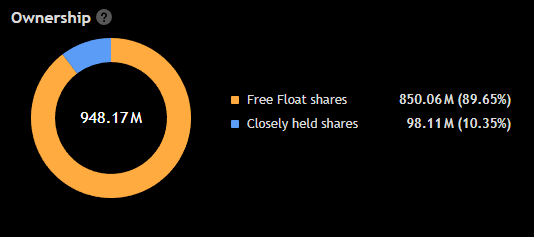 Ownership ?
948.17 M
Free Float shares 850.06 M (89.65%)
Closely held shares 98.11 M (10.35%)